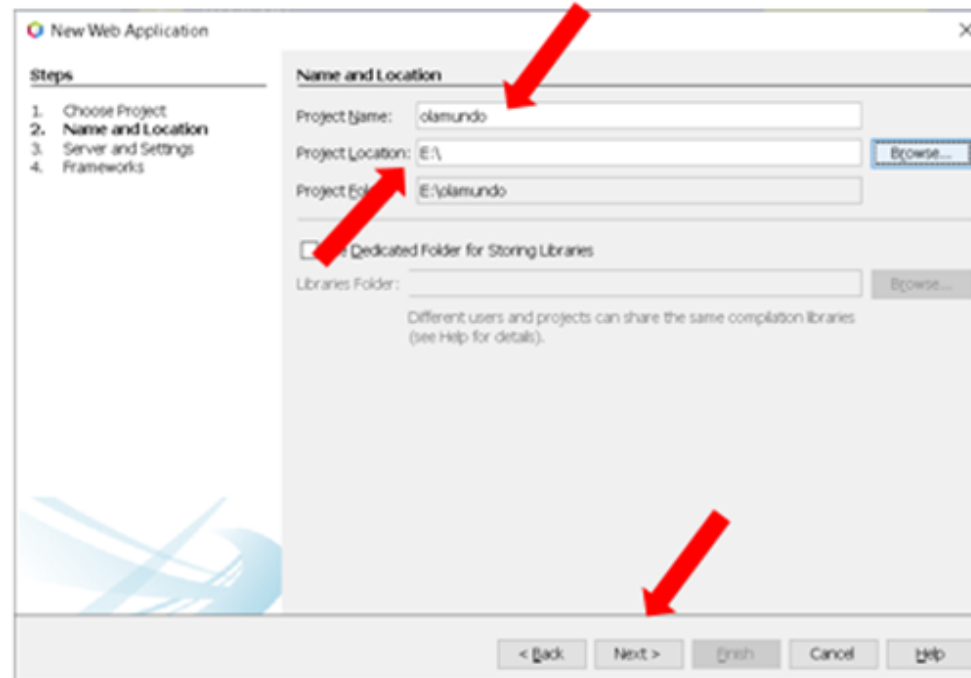 New Web Application
Steps
1. Choose Project
2. Name and Location
3. Server and Settings
4. Frameworks
Name and Location
Project Name: olamundo
Project Location: E:\ Browse...
Project E:\olamundo
Dedicated Folder for Storing Libraries
Libraries Folder: Browse...
Different users and projects can share the same compilation libraries
(see Help for details).
< Back Next > Finish Cancel Help